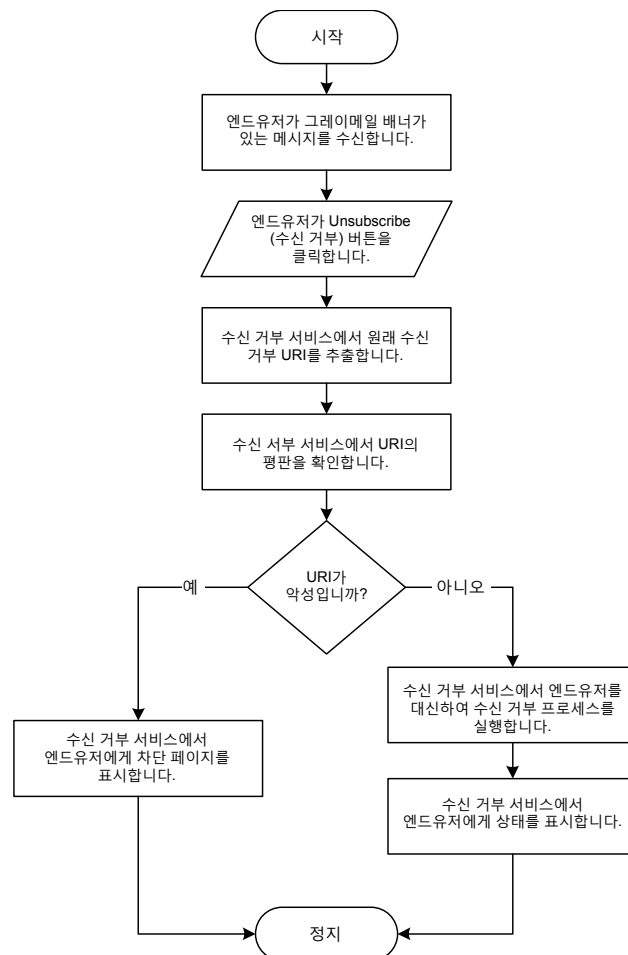 시작
엔드유저가 그레이메일 배너가
있는 메시지를 수신합니다.
엔드유저가 Unsubscribe
(수신 거부) 버튼을
클릭합니다.
수신 거부 서비스에서 원래 수신
거부 URI를 추출합니다.
수신 서부 서비스에서 URI의
평판을 확인합니다.
URI가
악성입니까?
예
아니오
수신 거부 서비스에서 엔드유저를
대신하여 수신 거부 프로세스를
실행합니다.
수신 거부 서비스에서
엔드유저에게 차단 페이지를
표시합니다.
수신 거부 서비스에서
엔드유저에게 상태를 표시합니다.
정지